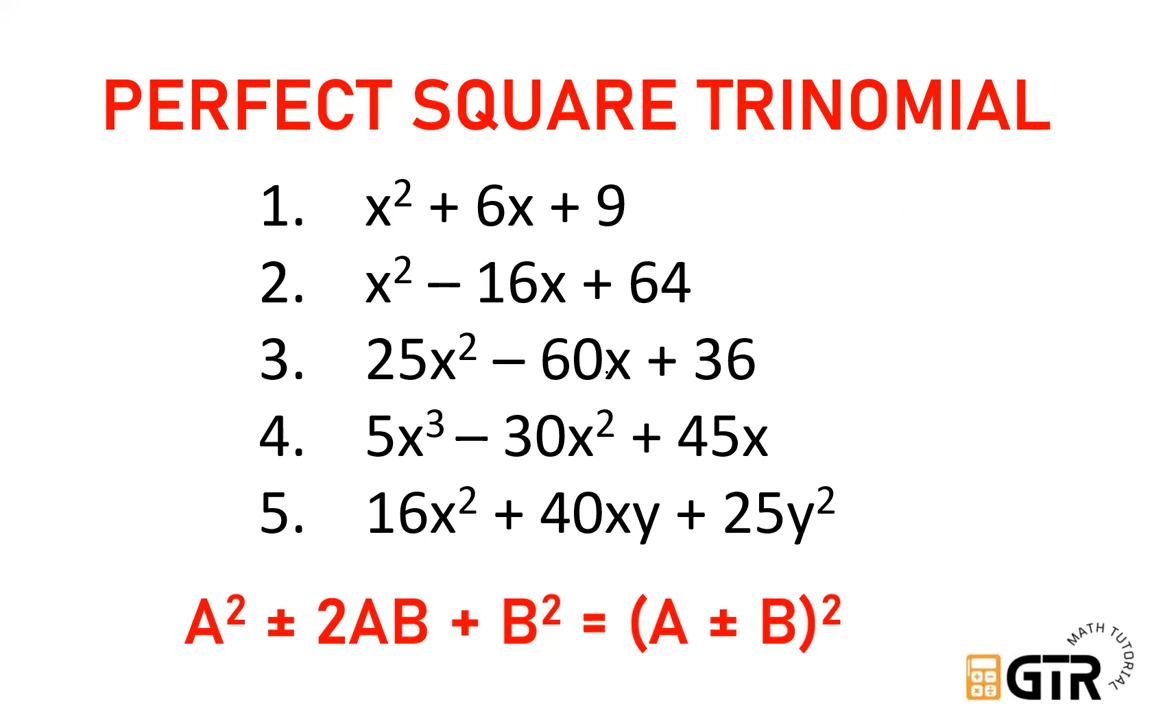 PERFECT SQUARE TRINOMIAL
1. x² + 6x + 9
2. x² – 16x + 64
3. 25x² – 60x + 36
4. 5x³ – 30x² + 45x
5. 16x² + 40xy + 25y²
A² ± 2AB + B² = (A ± B)²
MATH TUTORIAL
GTR